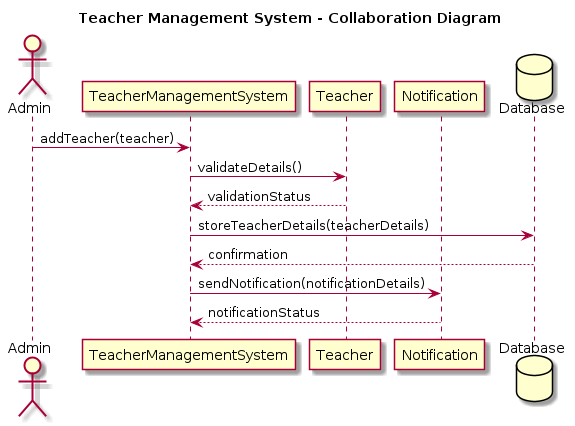 Teacher Management System - Collaboration Diagram
Admin
TeacherManagementSystem
Teacher
Notification
Database
addTeacher(teacher)
validateDetails()
validationStatus
storeTeacherDetails(teacherDetails)
confirmation
sendNotification(notificationDetails)
notificationStatus
Admin
TeacherManagementSystem
Teacher
Notification
Database